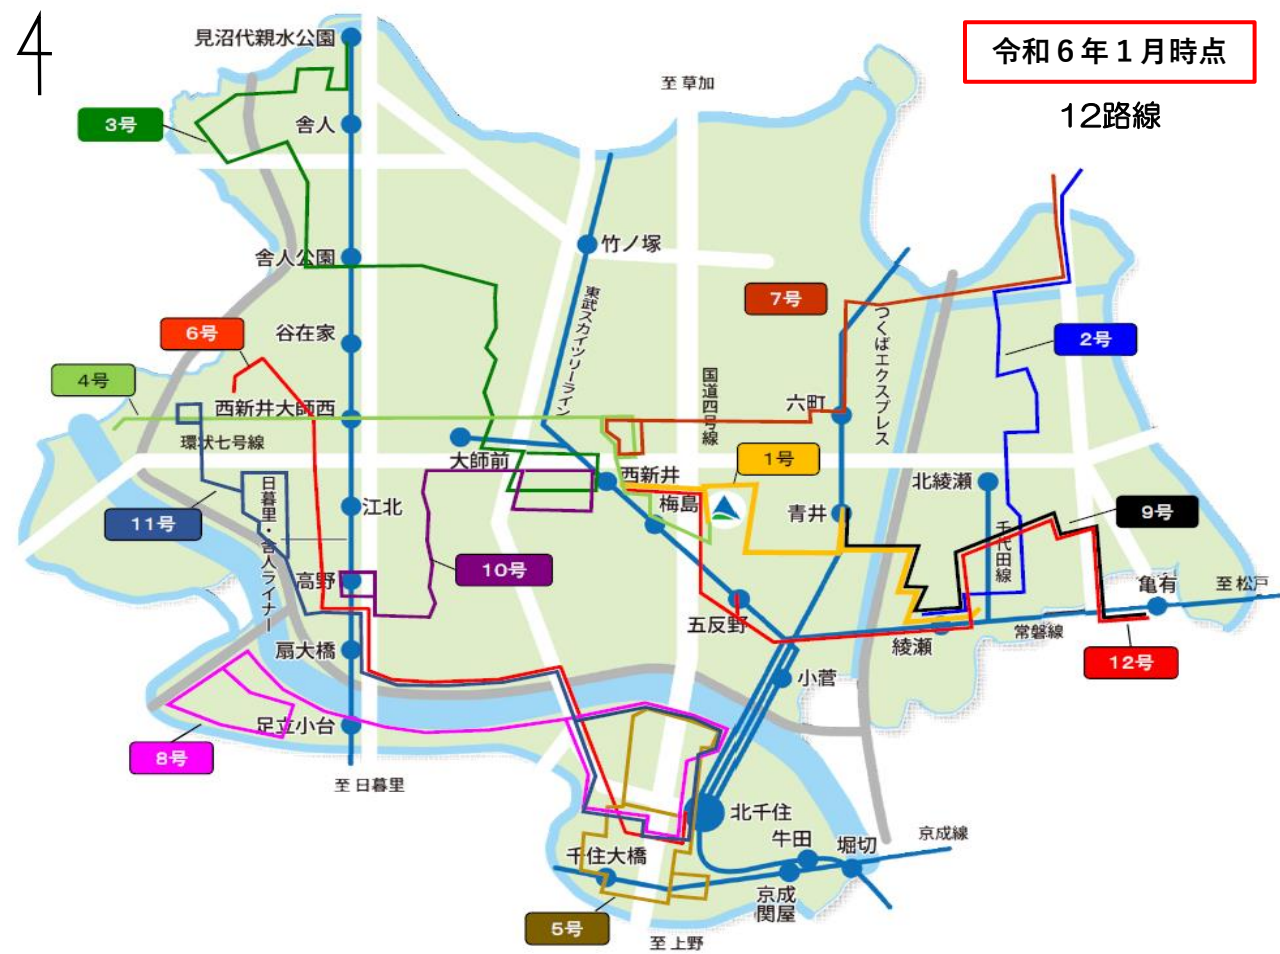 見沼代親水公園
令和6年1月時点
至 草加
12路線
3号
舎人
竹ノ塚
舎人公園
7号
東武スカイツリーライン
つくばエクスプレス
6号
谷在家
2号
4号
国道四号線
西新井大師西
六町
環状七号線
大師前
西新井
1号
北綾瀬
梅島
11号
日暮里・舎人ライナー
江北
青井
9号
千代田線
10号
高野
亀有
至 松戸
五反野
常磐線
扇大橋
綾瀬
12号
小菅
足立小台
8号
至 日暮里
北千住
牛田
堀切
京成線
千住大橋
京成
関屋
5号
至 上野